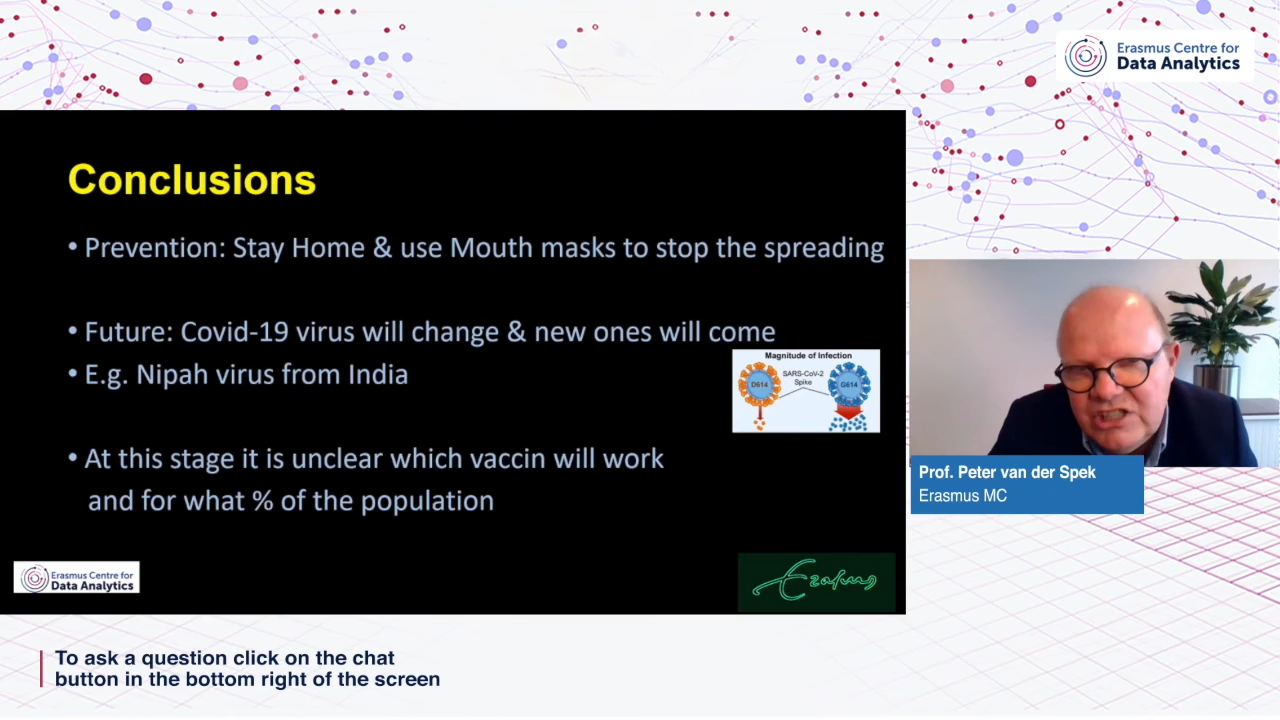 Erasmus Centre for
Data Analytics
Conclusions
• Prevention: Stay Home & use Mouth masks to stop the spreading
• Future: Covid-19 virus will change & new ones will come
• E.g. Nipah virus from India
Magnitude of Infection
D614
SARS-CoV-2
Spike
G614
• At this stage it is unclear which vaccin will work
and for what % of the population
Prof. Peter van der Spek
Erasmus MC
Erasmus Centre for
Data Analytics
Erasmus
To ask a question click on the chat
button in the bottom right of the screen